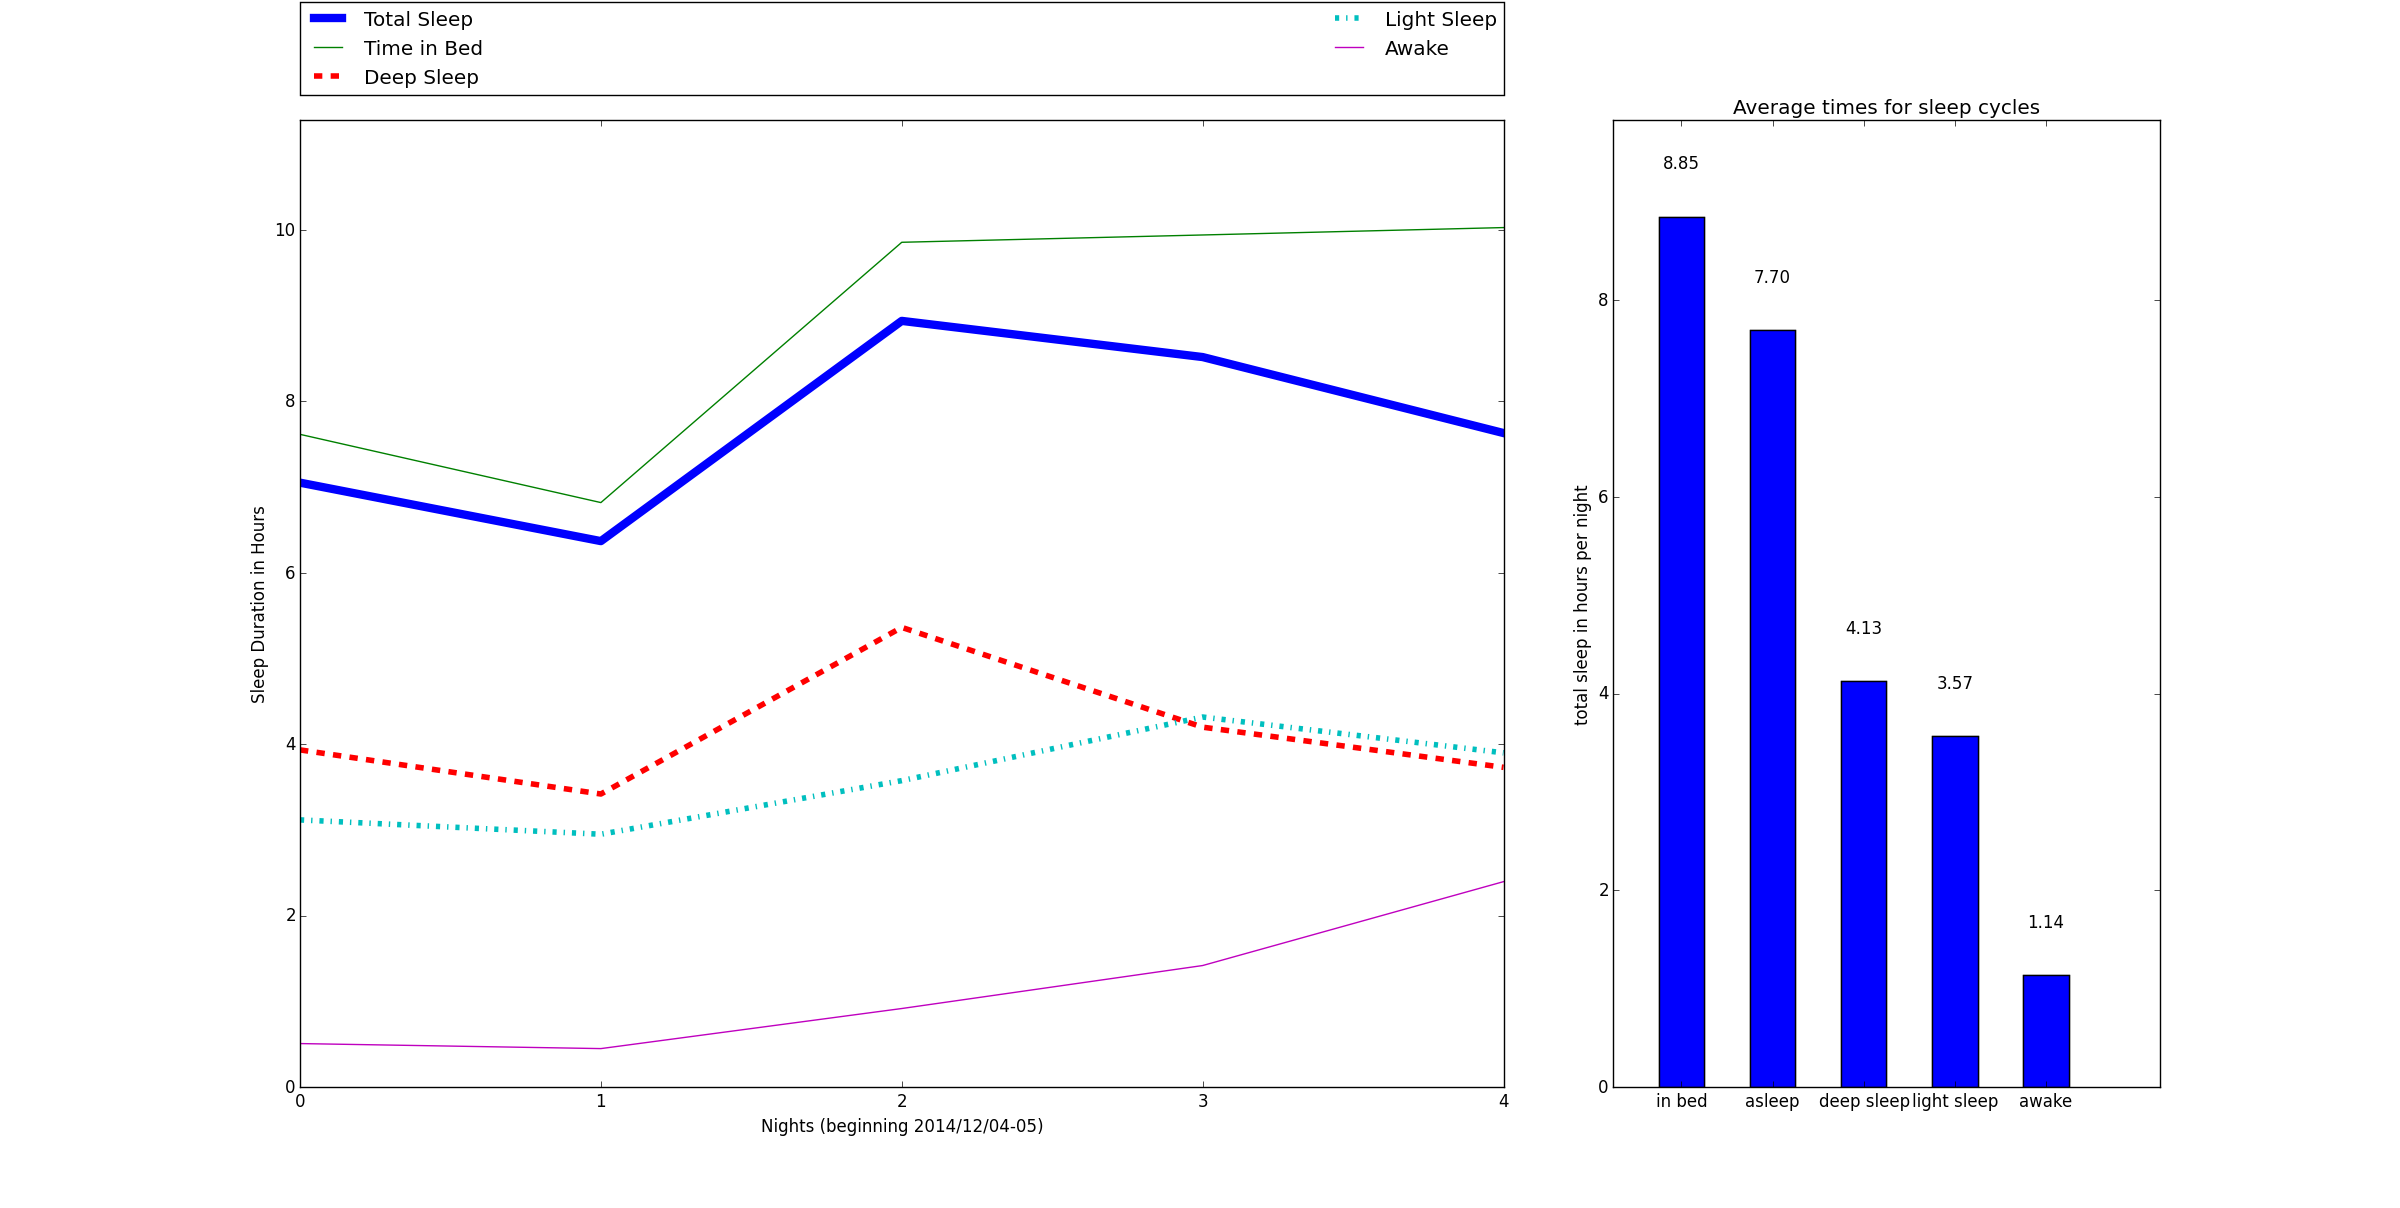 Total Sleep
Time in Bed
Deep Sleep
Light Sleep
Awake
Sleep Duration in Hours
10
8
6
4
2
0
0 1 2 3 4
Nights (beginning 2014/12/04-05)
Average times for sleep cycles
total sleep in hours per night
8
6
4
2
0
8.85
7.70
4.13
3.57
1.14
in bed asleep deep sleep light sleep awake